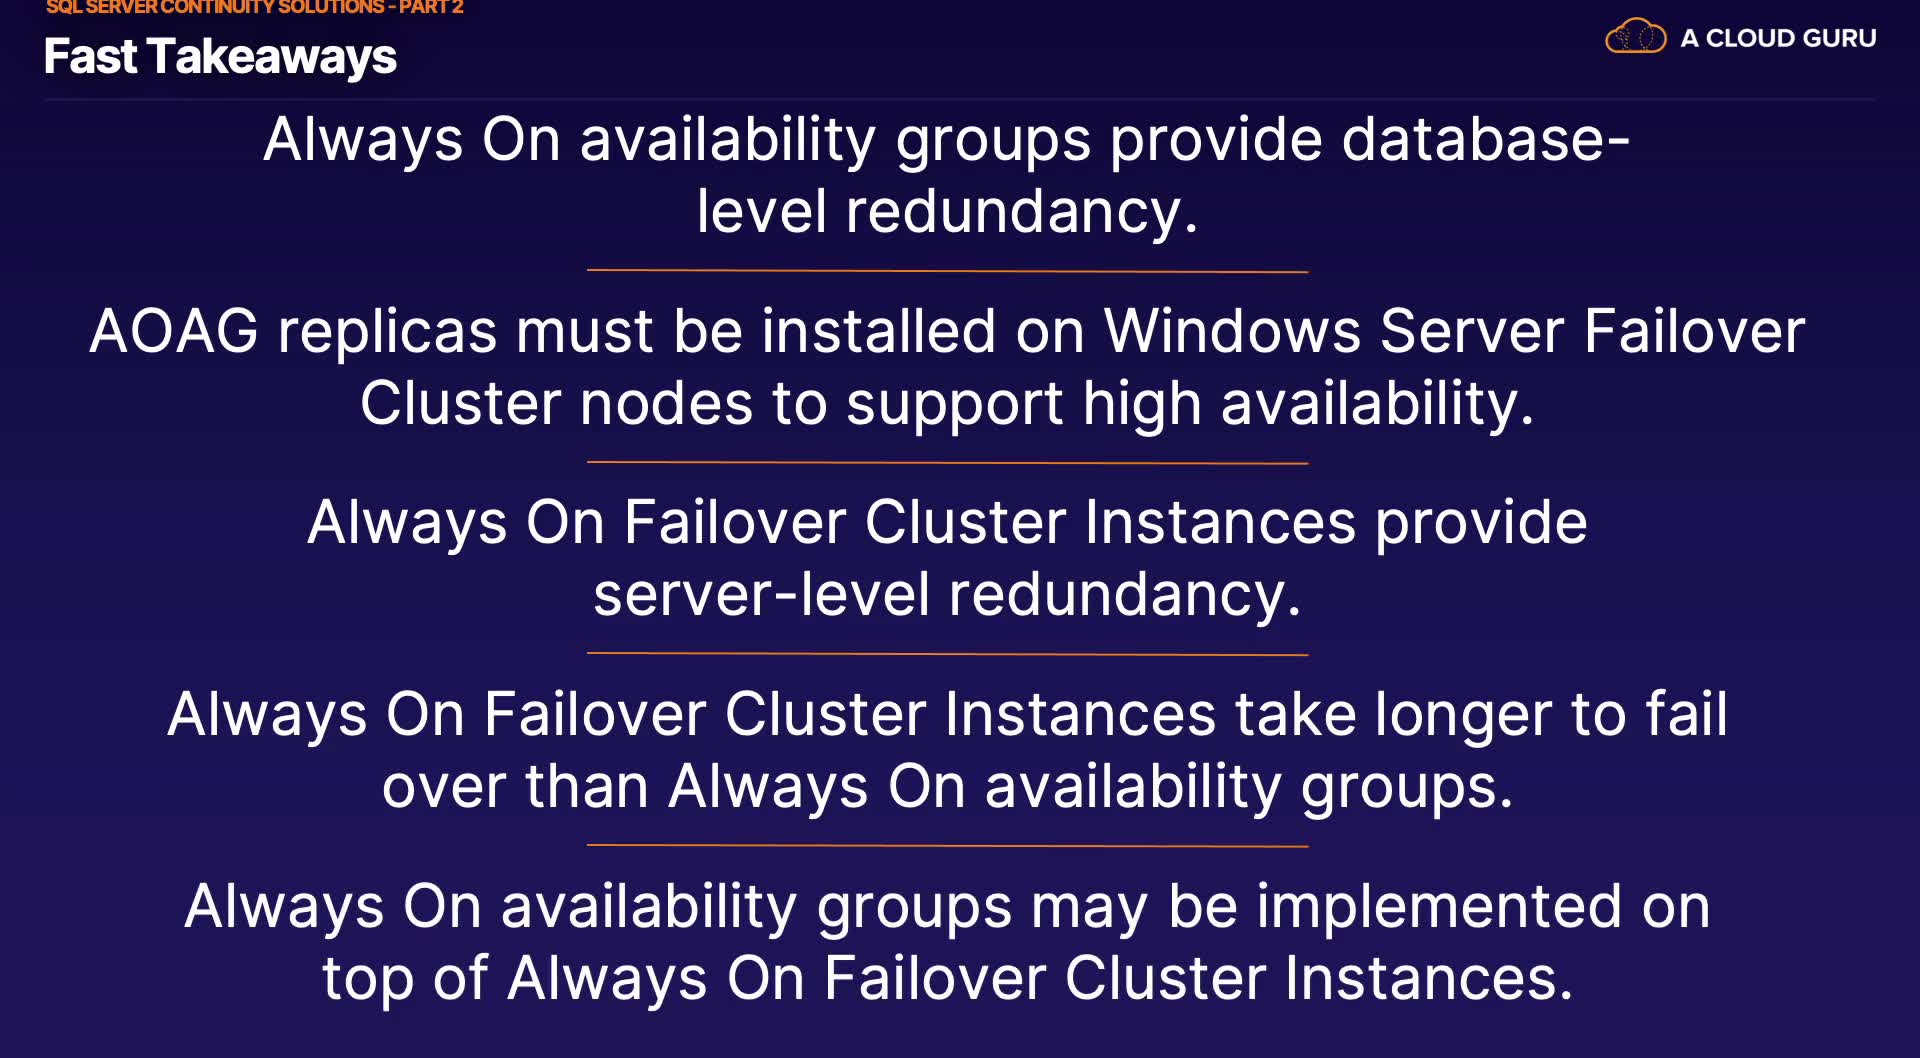 SQL SERVER CONTINUITY SOLUTIONS - PART 2
Fast Takeaways
A CLOUD GURU
Always On availability groups provide database-
level redundancy.
AOAG replicas must be installed on Windows Server Failover
Cluster nodes to support high availability.
Always On Failover Cluster Instances provide
server-level redundancy.
Always On Failover Cluster Instances take longer to fail
over than Always On availability groups.
Always On availability groups may be implemented on
top of Always On Failover Cluster Instances.